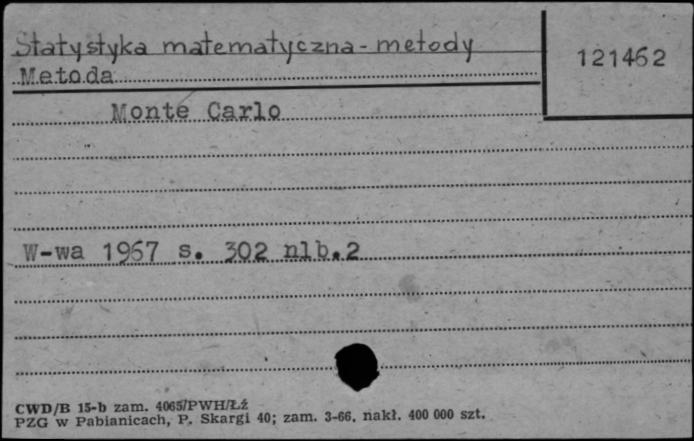 Statystyka matematyczna - metody
121462
Metoda
Monte Carlo
W-wa 1967 s. 302 nlb.2
CWD/B 15-b zam. 4065/PWH/Łź
PZG w Pabianicach, P. Skargi 40; zam. 3-66. nakł. 400 000 szt.